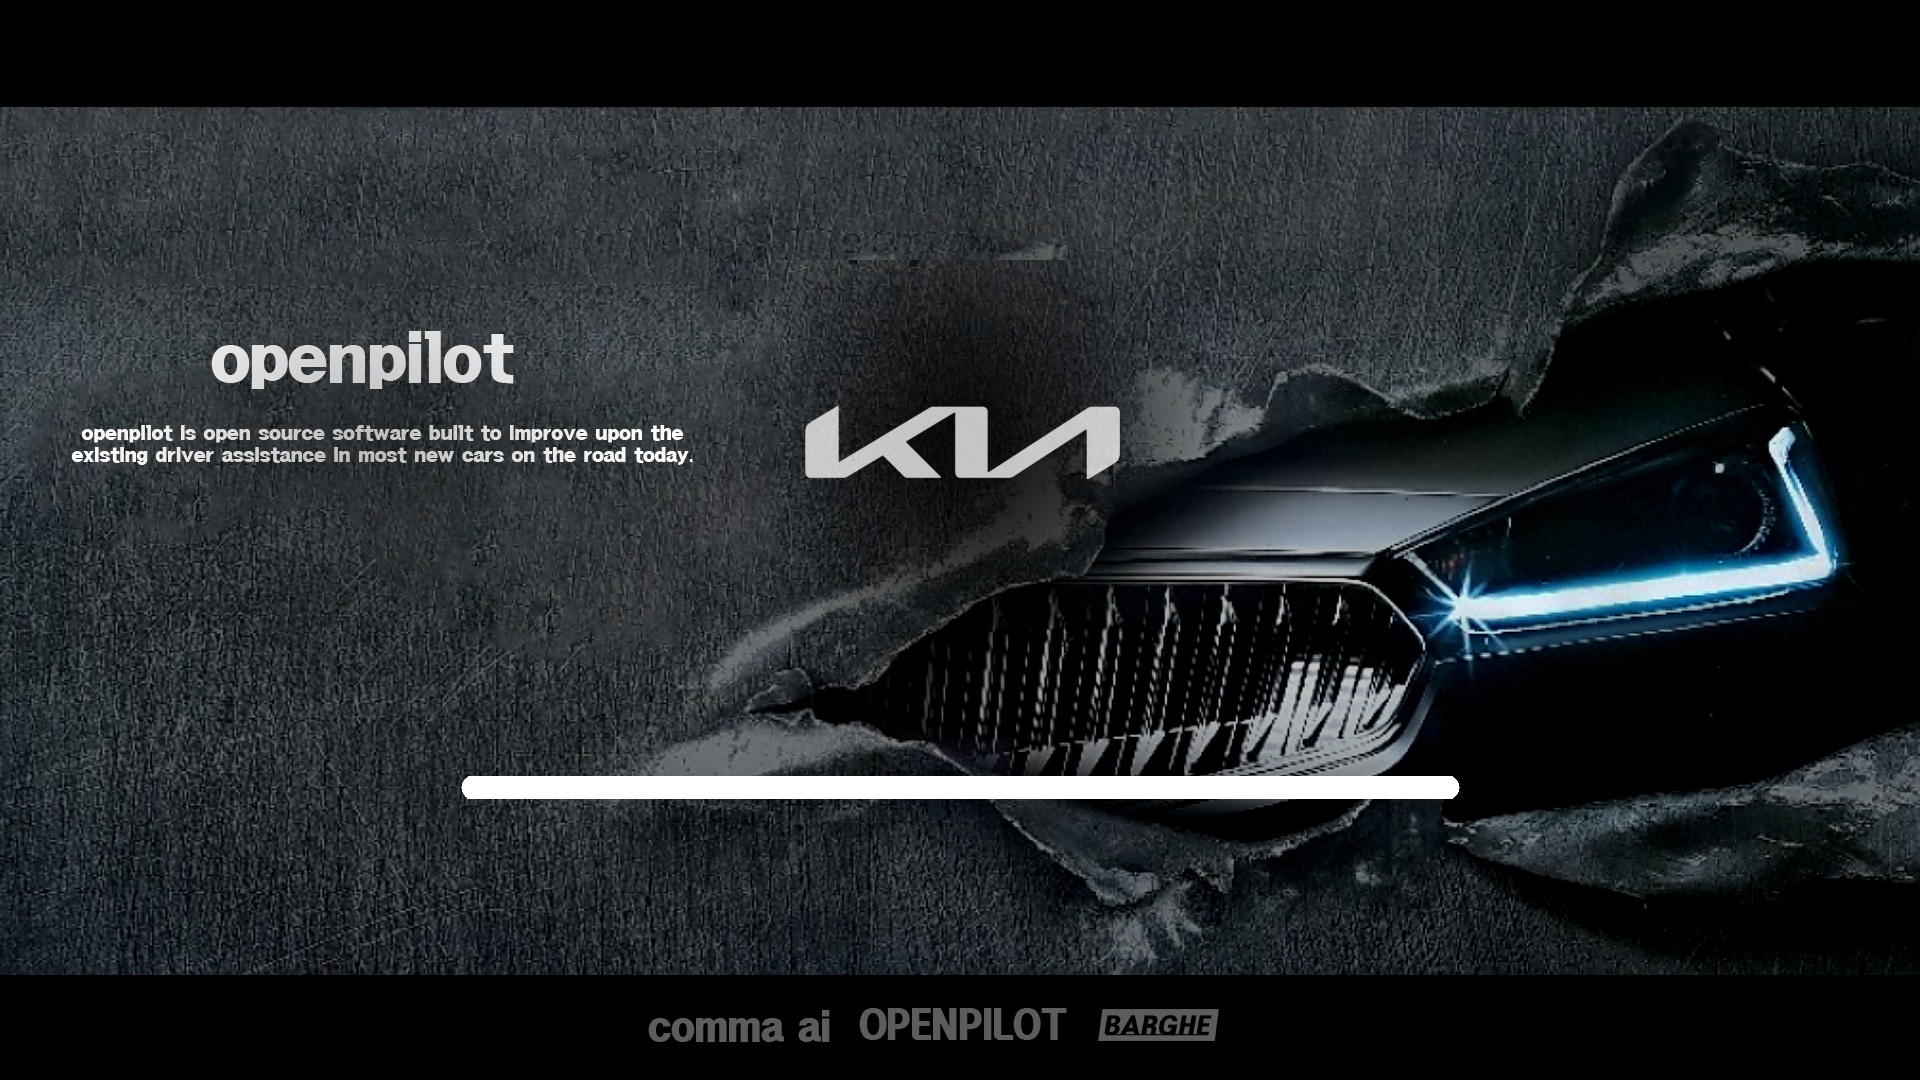 openpilot
openpilot is open source software built to improve upon the
existing driver assistance in most new cars on the road today.
KIA
comma ai OPENPILOT BARGHE